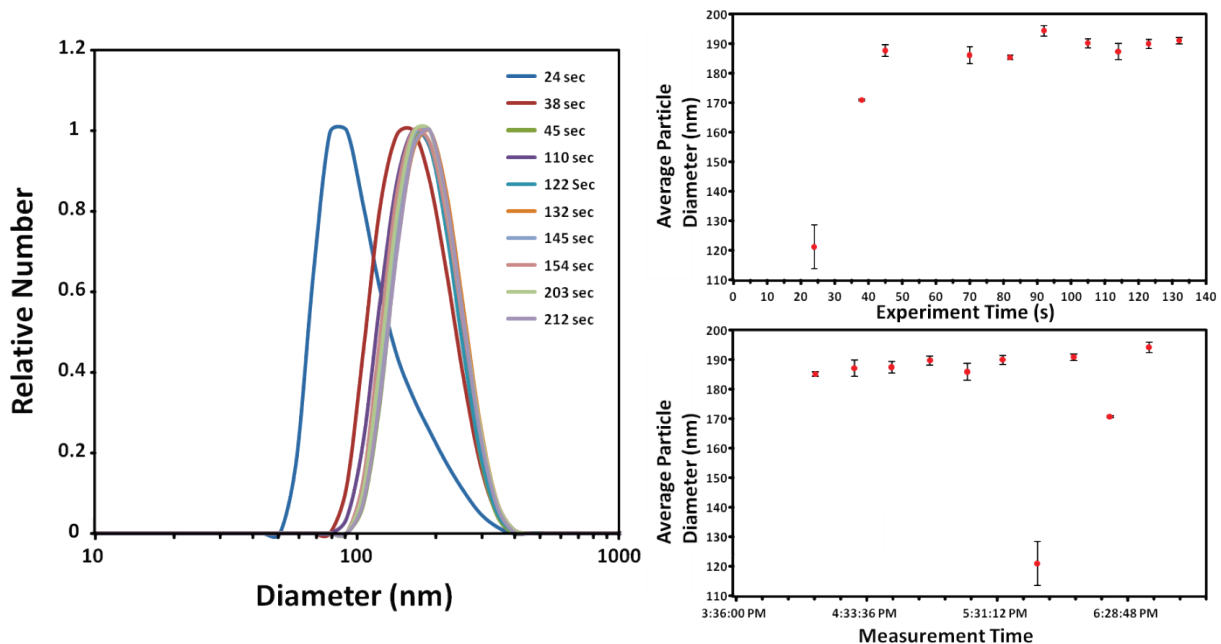 1.2
1
0.8
0.6
0.4
0.2
0
10
100
1000
Relative Number
Diameter (nm)
24 sec
38 sec
45 sec
110 sec
122 Sec
132 sec
145 sec
154 sec
203 sec
212 sec
200
190
180
170
160
150
140
130
120
110
0 10 20 30 40 50 60 70 80 90 100 110 120 130 140
Average Particle
Diameter (nm)
Experiment Time (s)
200
190
180
170
160
150
140
130
120
110
3:36:00 PM 4:33:36 PM 5:31:12 PM 6:28:48 PM
Average Particle
Diameter (nm)
Measurement Time